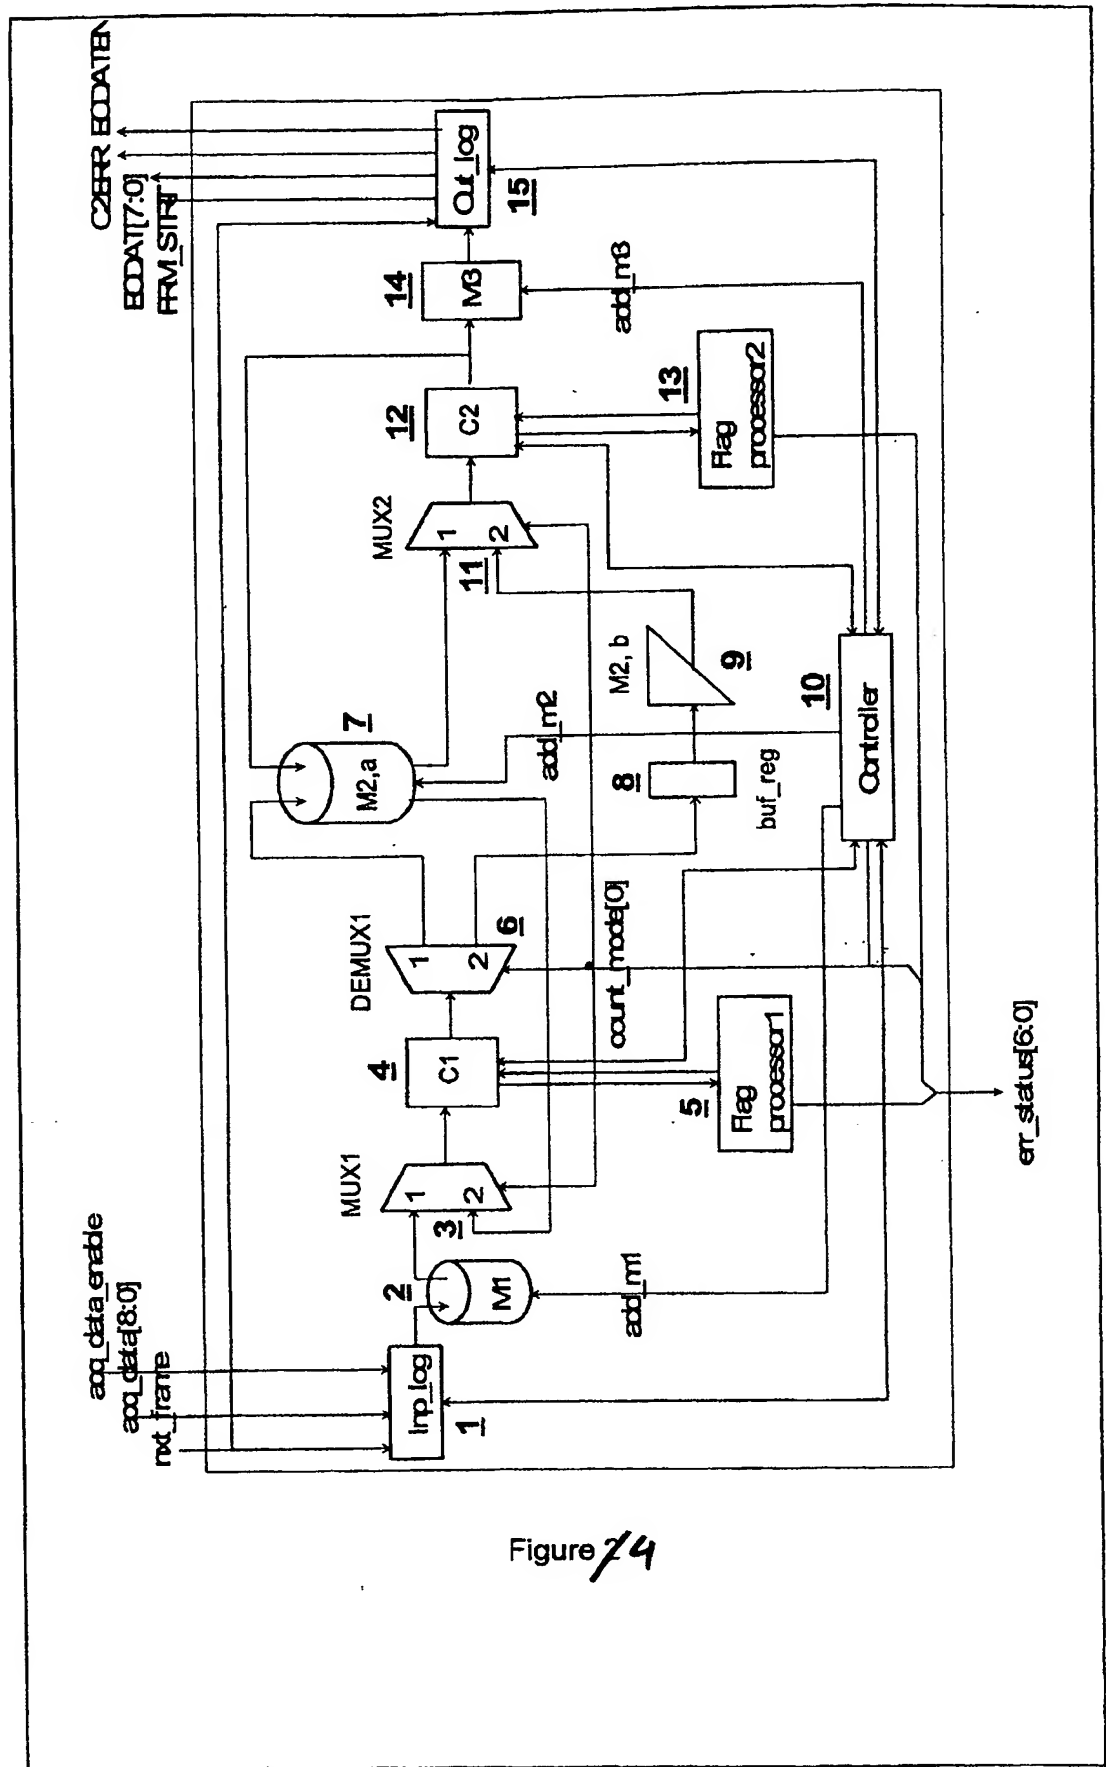 acq_data_enable
acq_data[8:0]
nxt_frame
Inp_log
1
2
M1
add_m1
MUX1
1
2
3
4
C1
5
Flag
processor1
DEMUX1
1
2
6
count_mode[0]
M2,a
7
add_m2
8
buf_reg
M2, b
9
10
Controller
MUX2
1
2
11
12
C2
13
Flag
processor2
14
M3
add_m3
Out_log
15
C2ERR
EODATEN
EODAT[7:0]
FRM_STRT
err_status[6:0]
Figure 2/4